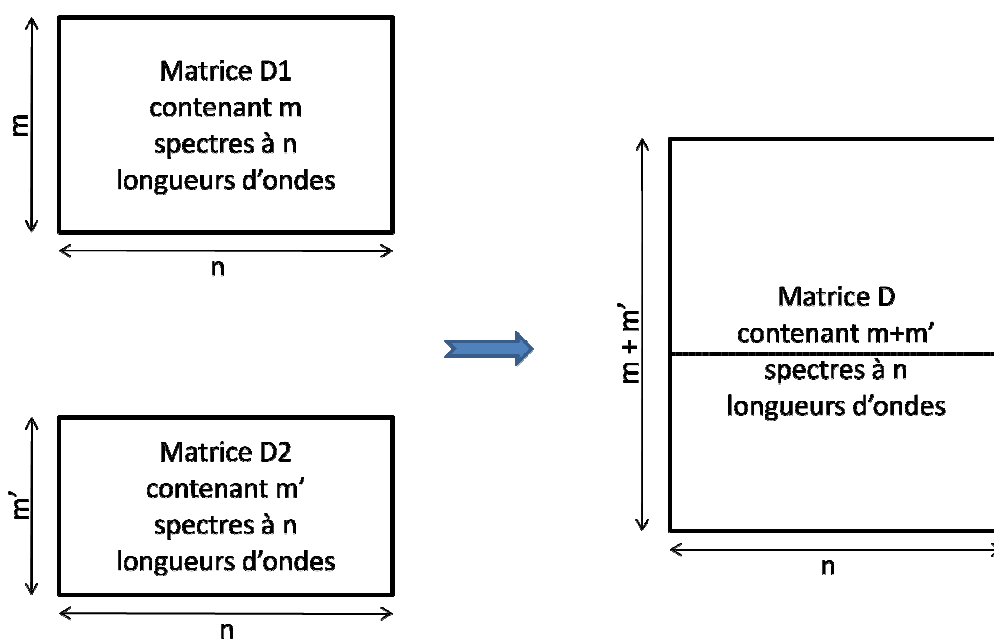 m
Matrice D1
contenant m
spectres à n
longueurs d'ondes
n
m'
Matrice D2
contenant m'
spectres à n
longueurs d'ondes
n
m + m'
Matrice D
contenant m+m'
spectres à n
longueurs d'ondes
n